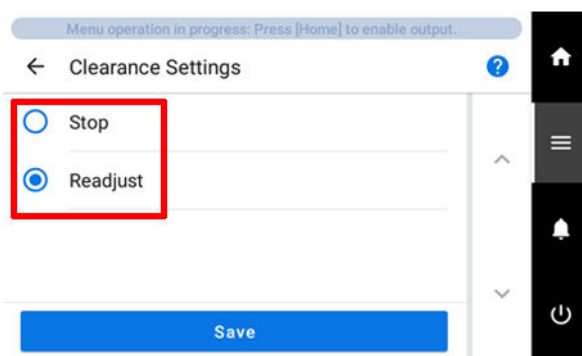 Menu operation in progress: Press [Home] to enable output.
Clearance Settings
?
Stop
Readjust
Save